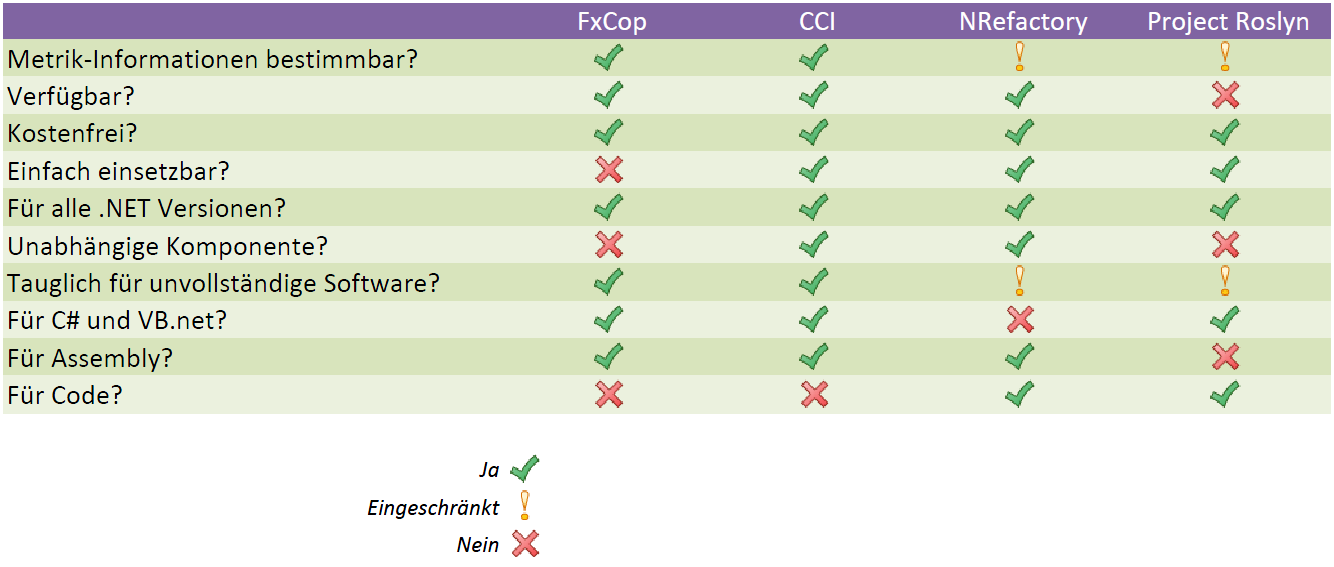 FxCop CCI NRefactory Project Roslyn
Metrik-Informationen bestimmbar?
Verfügbar?
Kostenfrei?
Einfach einsetzbar?
Für alle .NET Versionen?
Unabhängige Komponente?
Tauglich für unvollständige Software?
Für C# und VB.net?
Für Assembly?
Für Code?
Ja
Eingeschränkt
Nein